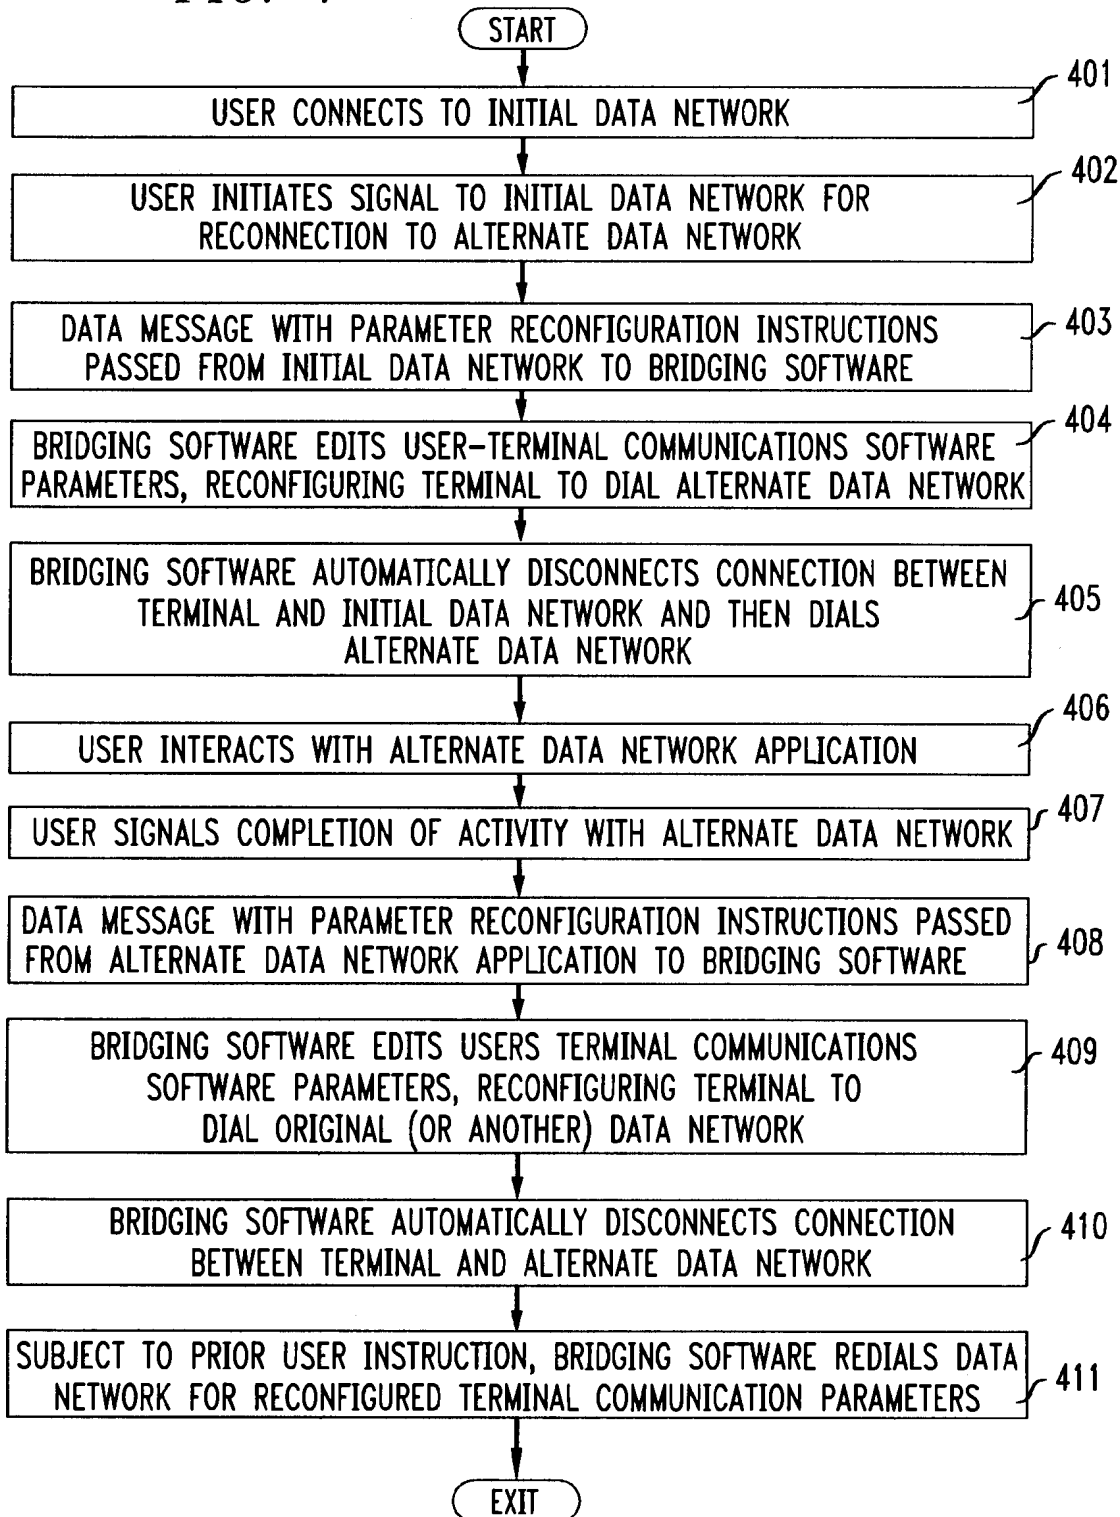 START
401
USER CONNECTS TO INITIAL DATA NETWORK
402
USER INITIATES SIGNAL TO INITIAL DATA NETWORK FOR
RECONNECTION TO ALTERNATE DATA NETWORK
403
DATA MESSAGE WITH PARAMETER RECONFIGURATION INSTRUCTIONS
PASSED FROM INITIAL DATA NETWORK TO BRIDGING SOFTWARE
404
BRIDGING SOFTWARE EDITS USER-TERMINAL COMMUNICATIONS SOFTWARE
PARAMETERS, RECONFIGURING TERMINAL TO DIAL ALTERNATE DATA NETWORK
BRIDGING SOFTWARE AUTOMATICALLY DISCONNECTS CONNECTION BETWEEN
TERMINAL AND INITIAL DATA NETWORK AND THEN DIALS
ALTERNATE DATA NETWORK
405
406
USER INTERACTS WITH ALTERNATE DATA NETWORK APPLICATION
407
USER SIGNALS COMPLETION OF ACTIVITY WITH ALTERNATE DATA NETWORK
DATA MESSAGE WITH PARAMETER RECONFIGURATION INSTRUCTIONS PASSED
FROM ALTERNATE DATA NETWORK APPLICATION TO BRIDGING SOFTWARE
408
BRIDGING SOFTWARE EDITS USERS TERMINAL COMMUNICATIONS
SOFTWARE PARAMETERS, RECONFIGURING TERMINAL TO
DIAL ORIGINAL (OR ANOTHER) DATA NETWORK
409
BRIDGING SOFTWARE AUTOMATICALLY DISCONNECTS CONNECTION
BETWEEN TERMINAL AND ALTERNATE DATA NETWORK
410
SUBJECT TO PRIOR USER INSTRUCTION, BRIDGING SOFTWARE REDIALS DATA
NETWORK FOR RECONFIGURED TERMINAL COMMUNICATION PARAMETERS
411
EXIT